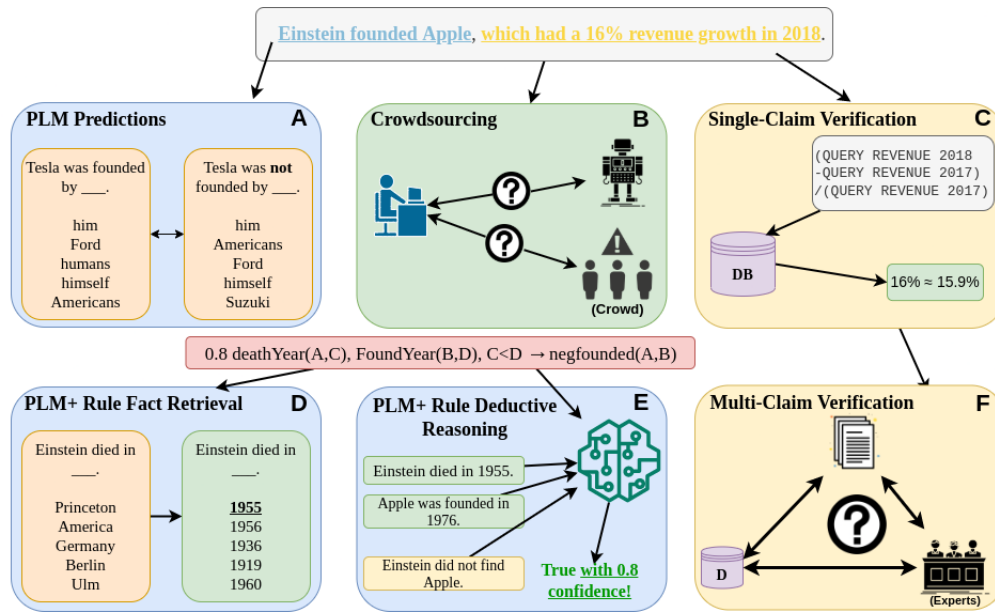 Einstein founded Apple, which had a 16% revenue growth in 2018.
PLM Predictions
A
Tesla was founded
by ___.
him
Ford
humans
himself
Americans
Tesla was not
founded by ___.
him
Americans
Ford
himself
Suzuki
Crowdsourcing
B
?
?
(Crowd)
Single-Claim Verification
C
(QUERY REVENUE 2018
-QUERY REVENUE 2017)
/(QUERY REVENUE 2017)
DB
16% ≈ 15.9%
0.8 deathYear(A,C), FoundYear(B,D), C<D → negfounded(A,B)
PLM+ Rule Fact Retrieval
D
Einstein died in
___.
Princeton
America
Germany
Berlin
Ulm
Einstein died in
___.
1955
1956
1936
1919
1960
PLM+ Rule Deductive
Reasoning
E
Einstein died in 1955.
Apple was founded in
1976.
Einstein did not find
Apple.
True with 0.8
confidence!
Multi-Claim Verification
F
?
D
(Experts)